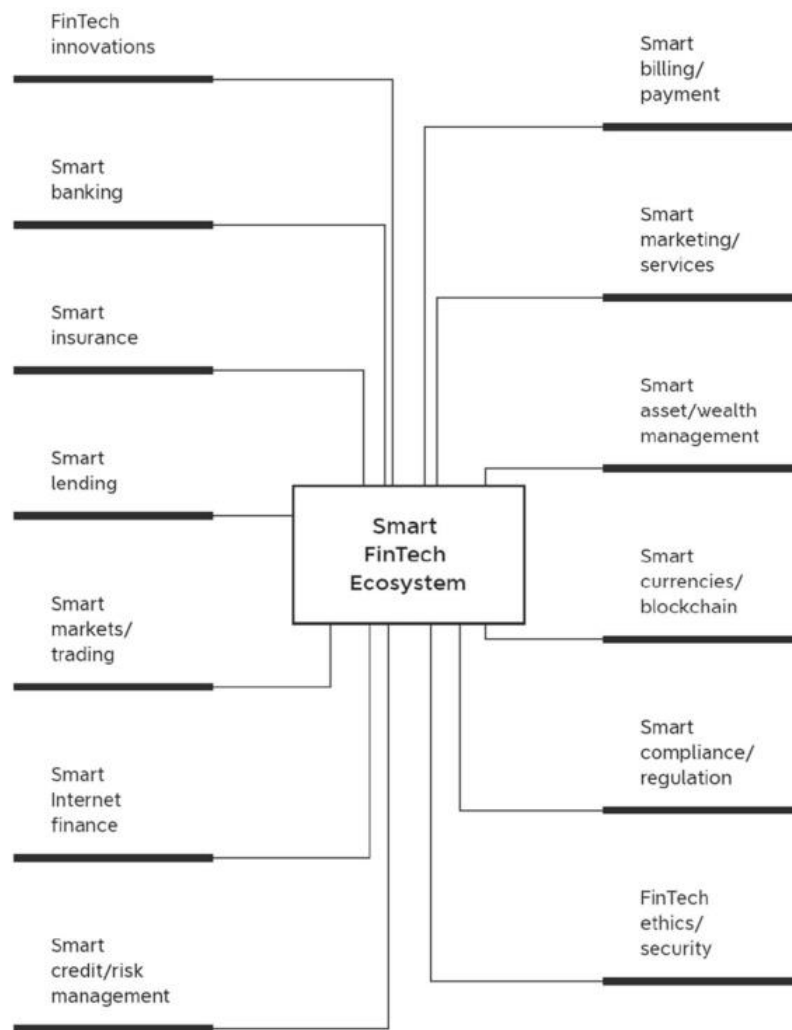 FinTech
innovations
Smart
banking
Smart
insurance
Smart
lending
Smart
markets/
trading
Smart
Internet
finance
Smart
credit/risk
management
Smart
FinTech
Ecosystem
Smart
billing/
payment
Smart
marketing/
services
Smart
asset/wealth
management
Smart
currencies/
blockchain
Smart
compliance/
regulation
FinTech
ethics/
security